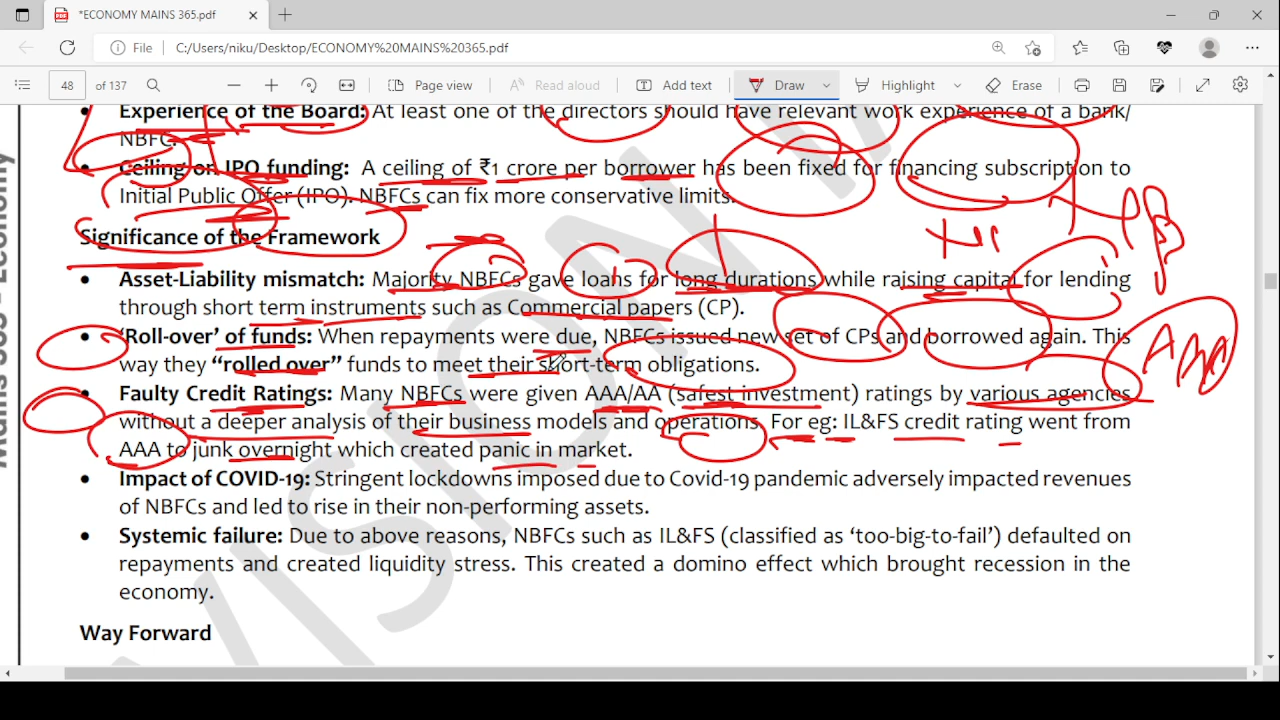 *ECONOMY MAINS 365.pdf
File C:/Users/niku/Desktop/ECONOMY%20MAINS%20365.pdf
48 of 137 Page view Read aloud Add text Draw Highlight Erase
• Experience of the Board: At least one of the directors should have relevant work experience of a bank/
NBFC.
• Ceiling on IPO funding: A ceiling of ₹1 crore per borrower has been fixed for financing subscription to
Initial Public Offer (IPO). NBFCs can fix more conservative limits.
Significance of the Framework
• Asset-Liability mismatch: Majority NBFCs gave loans for long durations while raising capital for lending
through short term instruments such as Commercial papers (CP).
• 'Roll-over' of funds: When repayments were due, NBFCs issued new set of CPs and borrowed again. This
way they "rolled over" funds to meet their short-term obligations.
• Faulty Credit Ratings: Many NBFCs were given AAA/AA (safest investment) ratings by various agencies
without a deeper analysis of their business models and operations. For eg: IL&FS credit rating went from
AAA to junk overnight which created panic in market.
• Impact of COVID-19: Stringent lockdowns imposed due to Covid-19 pandemic adversely impacted revenues
of NBFCs and led to rise in their non-performing assets.
• Systemic failure: Due to above reasons, NBFCs such as IL&FS (classified as 'too-big-to-fail') defaulted on
repayments and created liquidity stress. This created a domino effect which brought recession in the
economy.
Way Forward
AAA
VISION